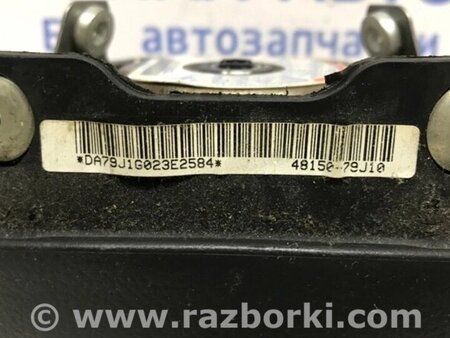 Б/У
автозапчасти
*DA79J1G023E2584* 48150-79J10
© www.razborki.com